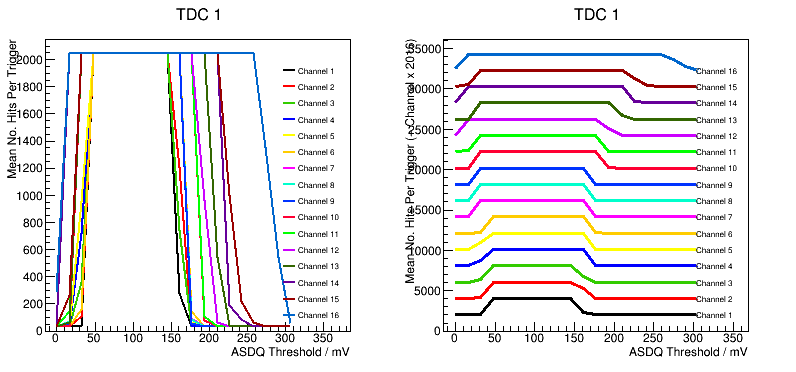 TDC 1
Mean No. Hits Per Trigger
2000
1800
1600
1400
1200
1000
800
600
400
200
0
0 50 100 150 200 250 300 350
ASDQ Threshold / mV
Channel 1
Channel 2
Channel 3
Channel 4
Channel 5
Channel 6
Channel 7
Channel 8
Channel 9
Channel 10
Channel 11
Channel 12
Channel 13
Channel 14
Channel 15
Channel 16
TDC 1
Mean No. Hits Per Trigger (+ Channel x 2016)
35000
30000
25000
20000
15000
10000
5000
0
0 50 100 150 200 250 300 350
ASDQ Threshold / mV
Channel 16
Channel 15
Channel 14
Channel 13
Channel 12
Channel 11
Channel 10
Channel 9
Channel 8
Channel 7
Channel 6
Channel 5
Channel 4
Channel 3
Channel 2
Channel 1